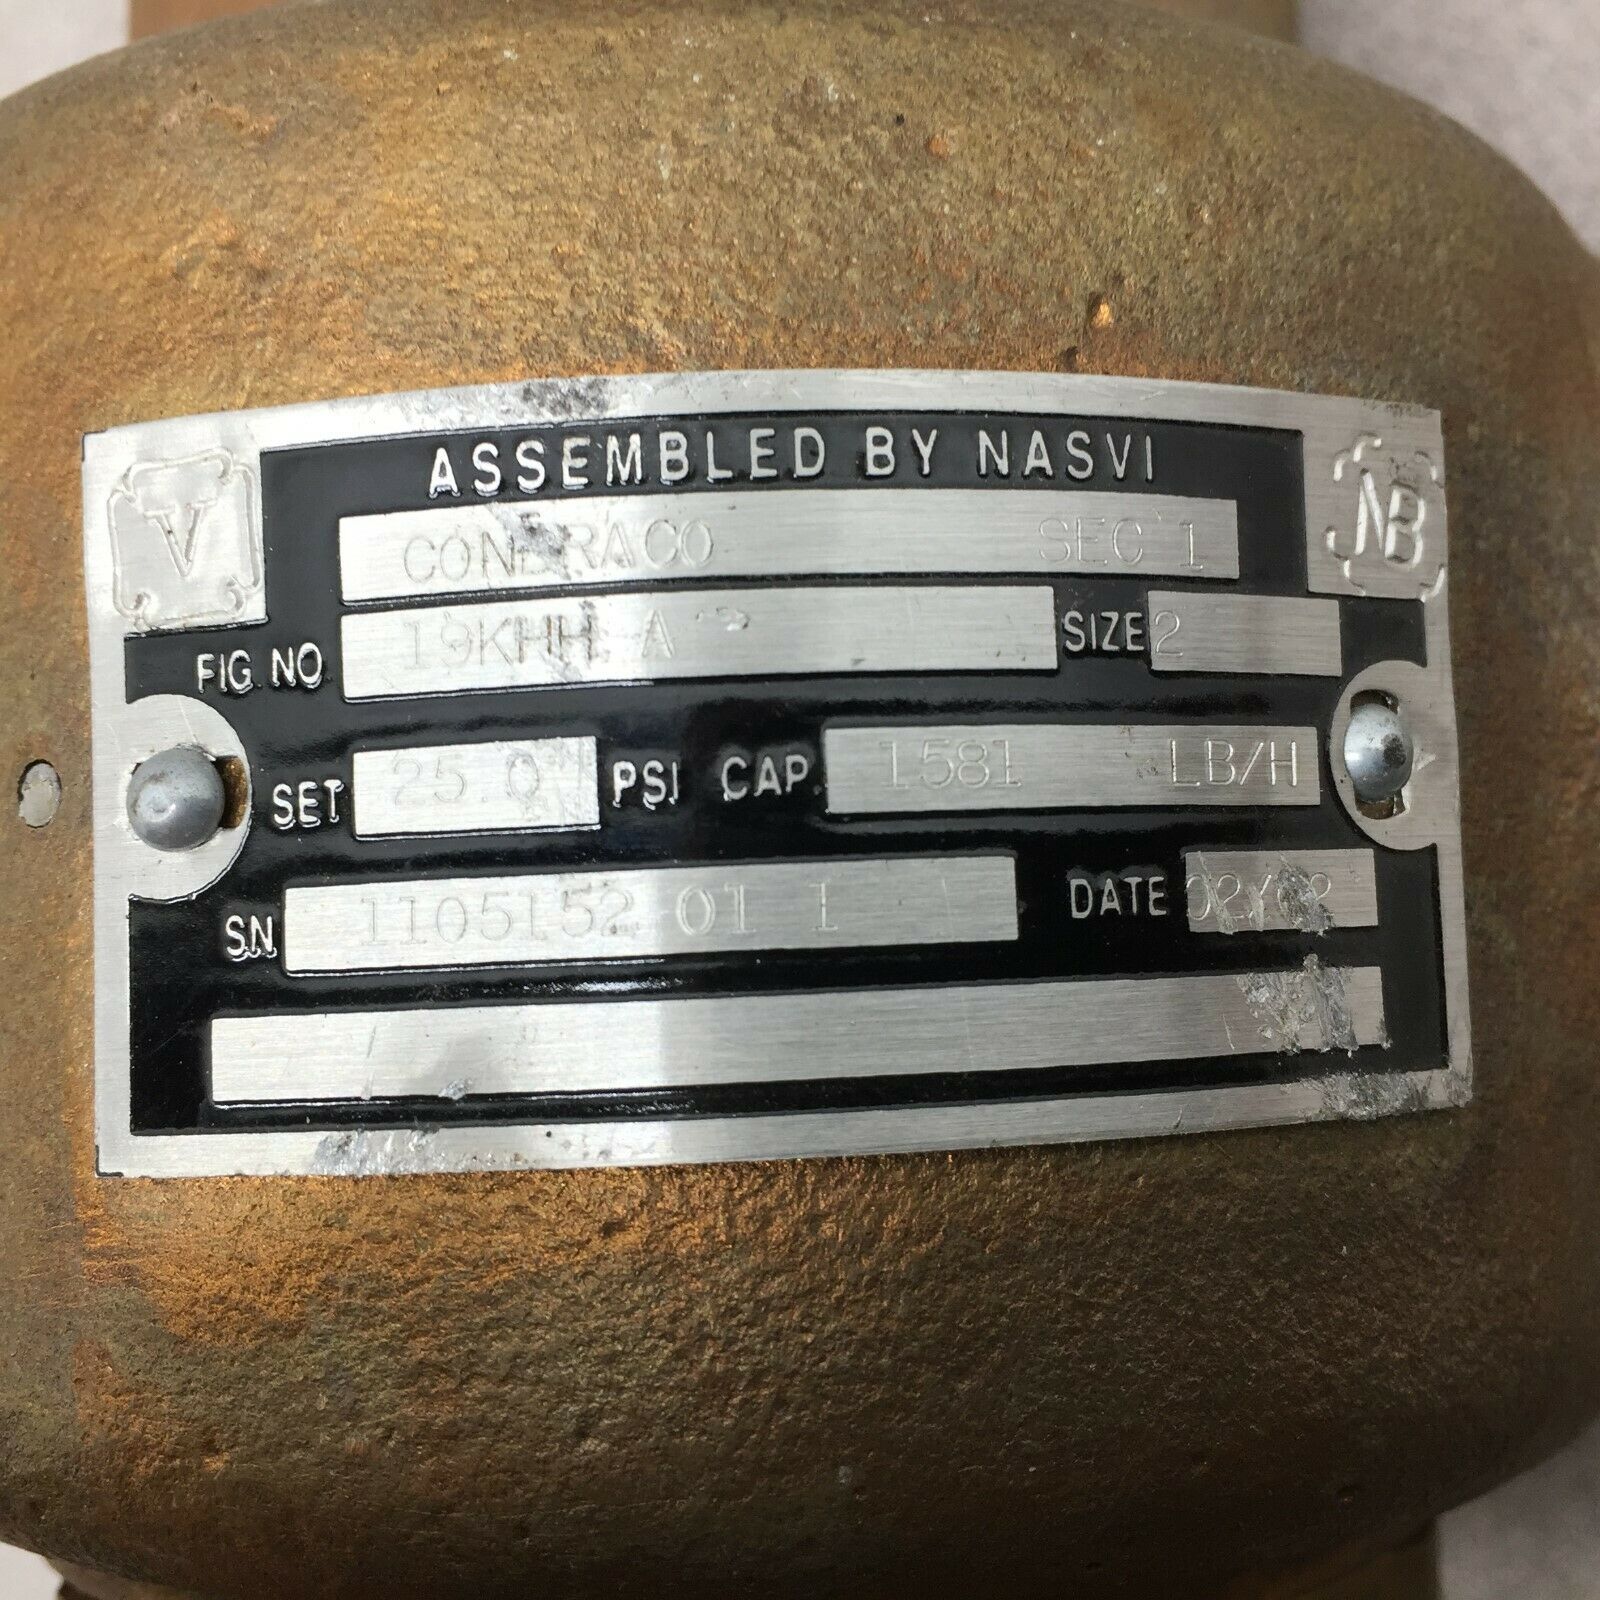 V
ASSEMBLED BY NASVI
NB
CONBRACO SEC 1
FIG. NO 19KHH A SIZE 2
SET 25.0 PSI CAP. 1581 LB/H
SN 1105152 01 1 DATE